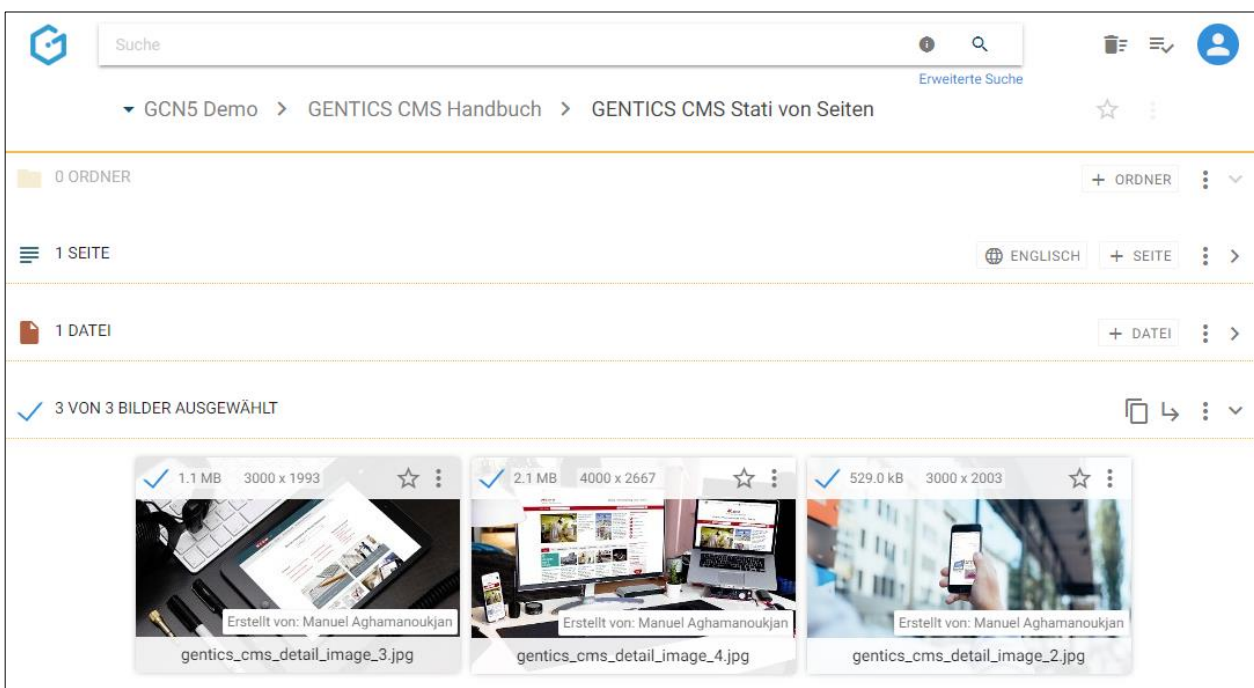 Suche
Erweiterte Suche
GCN5 Demo > GENTICS CMS Handbuch > GENTICS CMS Stati von Seiten
0 ORDNER + ORDNER
1 SEITE ENGLISCH + SEITE
1 DATEI + DATEI
3 VON 3 BILDER AUSGEWÄHLT
1.1 MB 3000 x 1993 2.1 MB 4000 x 2667 529.0 kB 3000 x 2003
Erstellt von: Manuel Aghamanoukjan Erstellt von: Manuel Aghamanoukjan Erstellt von: Manuel Aghamanoukjan
gentics_cms_detail_image_3.jpg gentics_cms_detail_image_4.jpg gentics_cms_detail_image_2.jpg